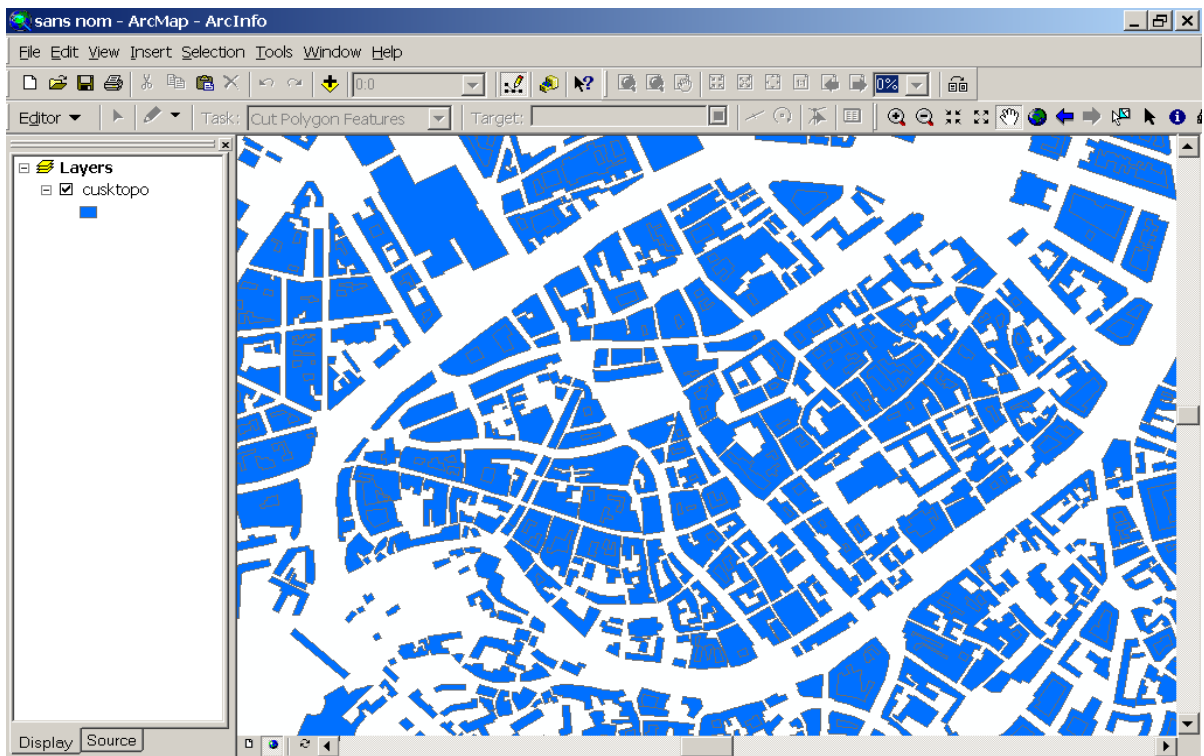 sans nom - ArcMap - ArcInfo
File Edit View Insert Selection Tools Window Help
0:0 0%
Editor Task: Cut Polygon Features Target:
Layers
cusktopo
Display Source